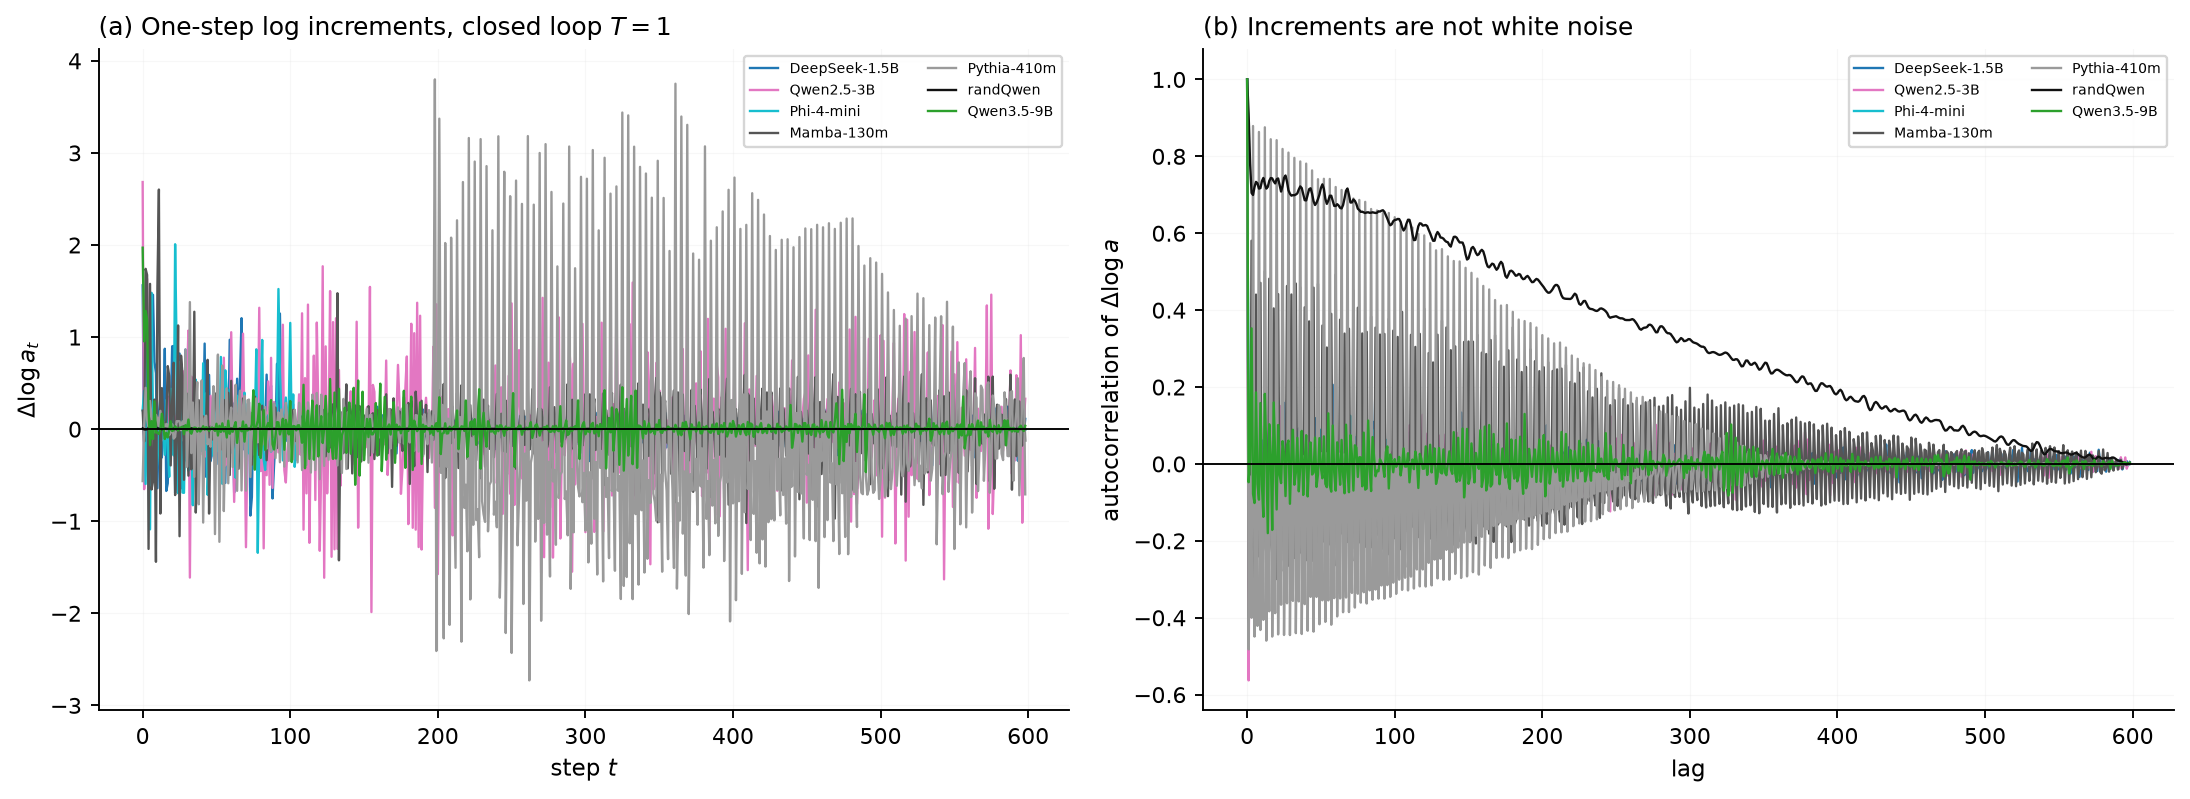 (a) One-step log increments, closed loop T = 1
4
3
2
1
0
−1
−2
−3
Δlog aₜ
DeepSeek-1.5B
Qwen2.5-3B
Phi-4-mini
Mamba-130m
Pythia-410m
randQwen
Qwen3.5-9B
0 100 200 300 400 500 600
step t
(b) Increments are not white noise
1.0
0.8
0.6
0.4
0.2
0.0
−0.2
−0.4
−0.6
autocorrelation of Δlog a
DeepSeek-1.5B
Qwen2.5-3B
Phi-4-mini
Mamba-130m
Pythia-410m
randQwen
Qwen3.5-9B
0 100 200 300 400 500 600
lag